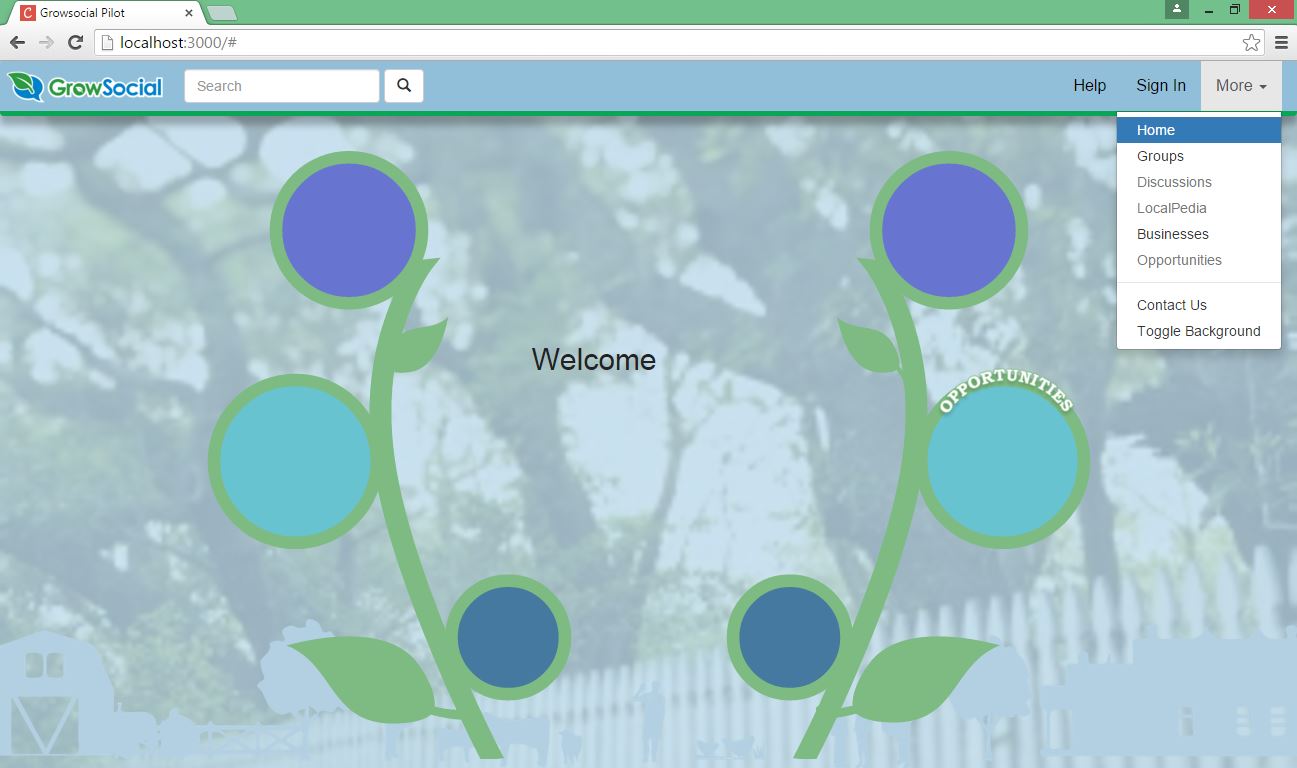 Growsocial Pilot
localhost:3000/#
GrowSocial
Search
Help
Sign In
More
Home
Groups
Discussions
LocalPedia
Businesses
Opportunities
Contact Us
Toggle Background
Welcome
OPPORTUNITIES